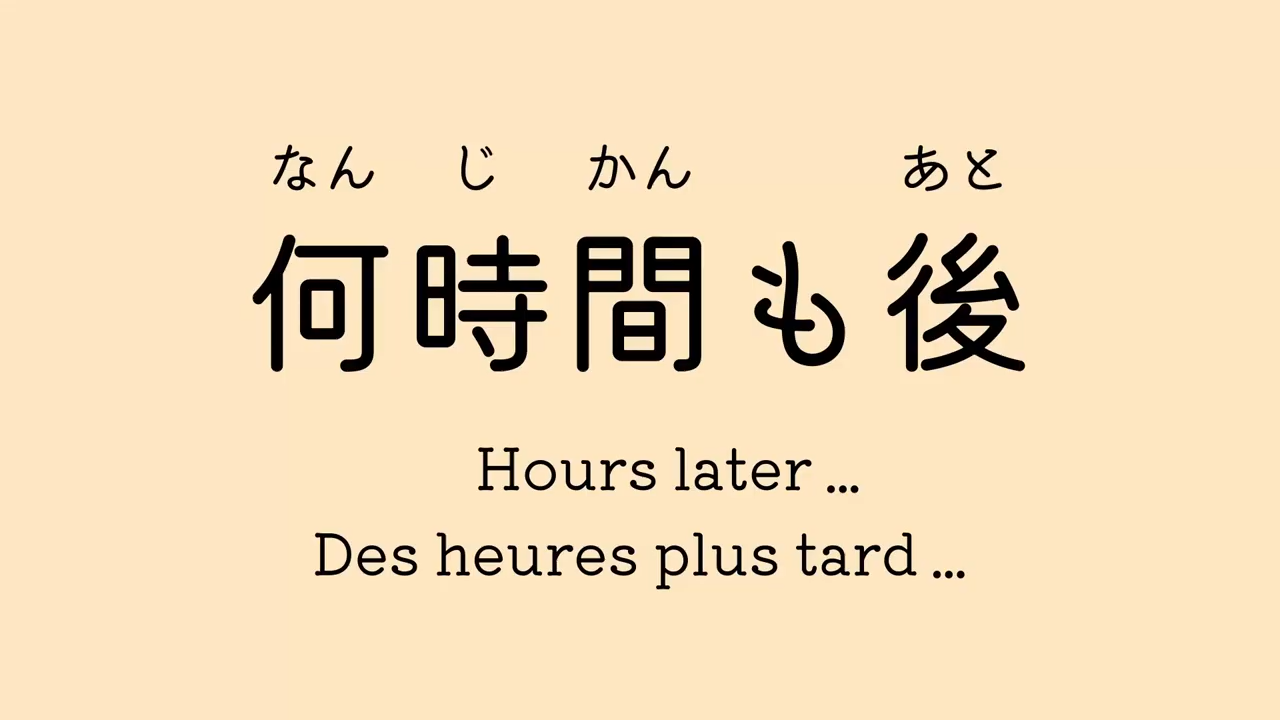 なん じ かん あと
何時間も後
Hours later ...
Des heures plus tard ...